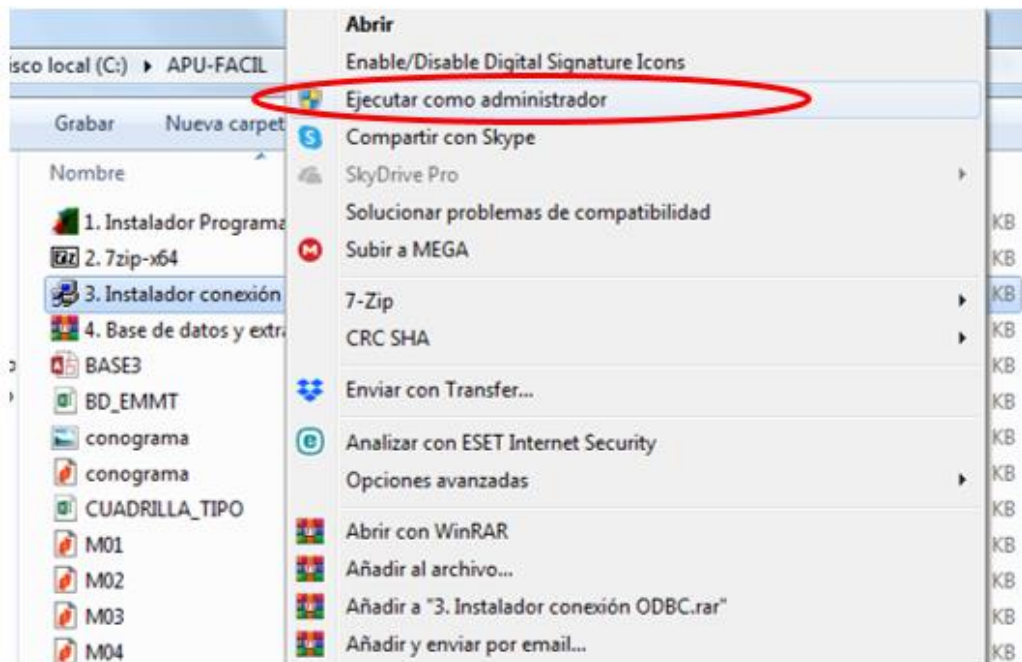 isco local (C:) ▸ APU-FACIL
Grabar Nueva carpet
Nombre
1. Instalador Programa
2. 7zip-x64
3. Instalador conexión
4. Base de datos y extra
BASE3
BD_EMMT
conograma
conograma
CUADRILLA_TIPO
M01
M02
M03
M04
Abrir
Enable/Disable Digital Signature Icons
Ejecutar como administrador
Compartir con Skype
SkyDrive Pro
Solucionar problemas de compatibilidad
Subir a MEGA
7-Zip
CRC SHA
Enviar con Transfer...
Analizar con ESET Internet Security
Opciones avanzadas
Abrir con WinRAR
Añadir al archivo...
Añadir a "3. Instalador conexión ODBC.rar"
Añadir y enviar por email...
KB
KB
KB
KB
KB
KB
KB
KB
KB
KB
KB
KB
KB